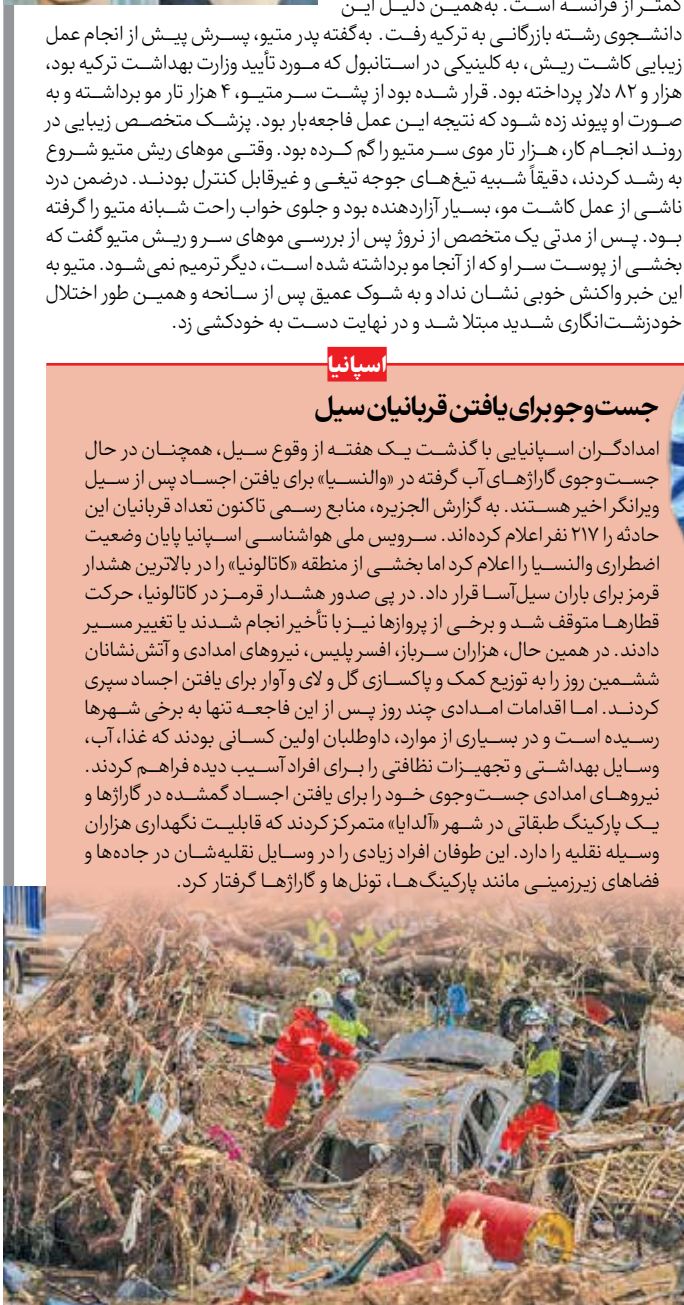 کمتر از فرانسه است. به‌همین دلیل این
دانشجوی رشته بازرگانی به ترکیه رفت. به‌گفته پدر متیو، پسرش پیش از انجام عمل
زیبایی کاشت ریش، به کلینیکی در استانبول که مورد تأیید وزارت بهداشت ترکیه بود،
هزار و ۸۲ دلار پرداخته بود. قرار شده بود از پشت سر متیو، ۴ هزار تار مو برداشته و به
صورت او پیوند زده شود که نتیجه این عمل فاجعه‌بار بود. پزشک متخصص زیبایی در
روند انجام کار، هزار تار موی سر متیو را گم کرده بود. وقتی موهای ریش متیو شروع
به رشد کردند، دقیقاً شبیه تیغ‌های جوجه تیغی و غیرقابل کنترل بودند. درضمن درد
ناشی از عمل کاشت مو، بسیار آزاردهنده بود و جلوی خواب راحت شبانه متیو را گرفته
بود. پس از مدتی یک متخصص از نروژ پس از بررسی موهای سر و ریش متیو گفت که
بخشی از پوست سر او که از آنجا مو برداشته شده است، دیگر ترمیم نمی‌شود. متیو به
این خبر واکنش خوبی نشان نداد و به شوک عمیق پس از سانحه و همین طور اختلال
خودزشت‌انگاری شدید مبتلا شد و در نهایت دست به خودکشی زد.
اسپانیا
جست‌وجو برای یافتن قربانیان سیل
امدادگران اسپانیایی با گذشت یک هفته از وقوع سیل، همچنان در حال
جست‌وجوی گاراژهای آب گرفته در «والنسیا» برای یافتن اجساد پس از سیل
ویرانگر اخیر هستند. به گزارش الجزیره، منابع رسمی تاکنون تعداد قربانیان این
حادثه را ۲۱۷ نفر اعلام کرده‌اند. سرویس ملی هواشناسی اسپانیا پایان وضعیت
اضطراری والنسیا را اعلام کرد اما بخشی از منطقه «کاتالونیا» را در بالاترین هشدار
قرمز برای باران سیل‌آسا قرار داد. در پی صدور هشدار قرمز در کاتالونیا، حرکت
قطارها متوقف شد و برخی از پروازها نیز با تأخیر انجام شدند یا تغییر مسیر
دادند. در همین حال، هزاران سرباز، افسر پلیس، نیروهای امدادی و آتش‌نشانان
ششمین روز را به توزیع کمک و پاکسازی گل و لای و آوار برای یافتن اجساد سپری
کردند. اما اقدامات امدادی چند روز پس از این فاجعه تنها به برخی شهرها
رسیده است و در بسیاری از موارد، داوطلبان اولین کسانی بودند که غذا، آب،
وسایل بهداشتی و تجهیزات نظافتی را برای افراد آسیب دیده فراهم کردند.
نیروهای امدادی جست‌وجوی خود را برای یافتن اجساد گمشده در گاراژها و
یک پارکینگ طبقاتی در شهر «آلدایا» متمرکز کردند که قابلیت نگهداری هزاران
وسیله نقلیه را دارد. این طوفان افراد زیادی را در وسایل نقلیه‌شان در جاده‌ها و
فضاهای زیرزمینی مانند پارکینگ‌ها، تونل‌ها و گاراژها گرفتار کرد.